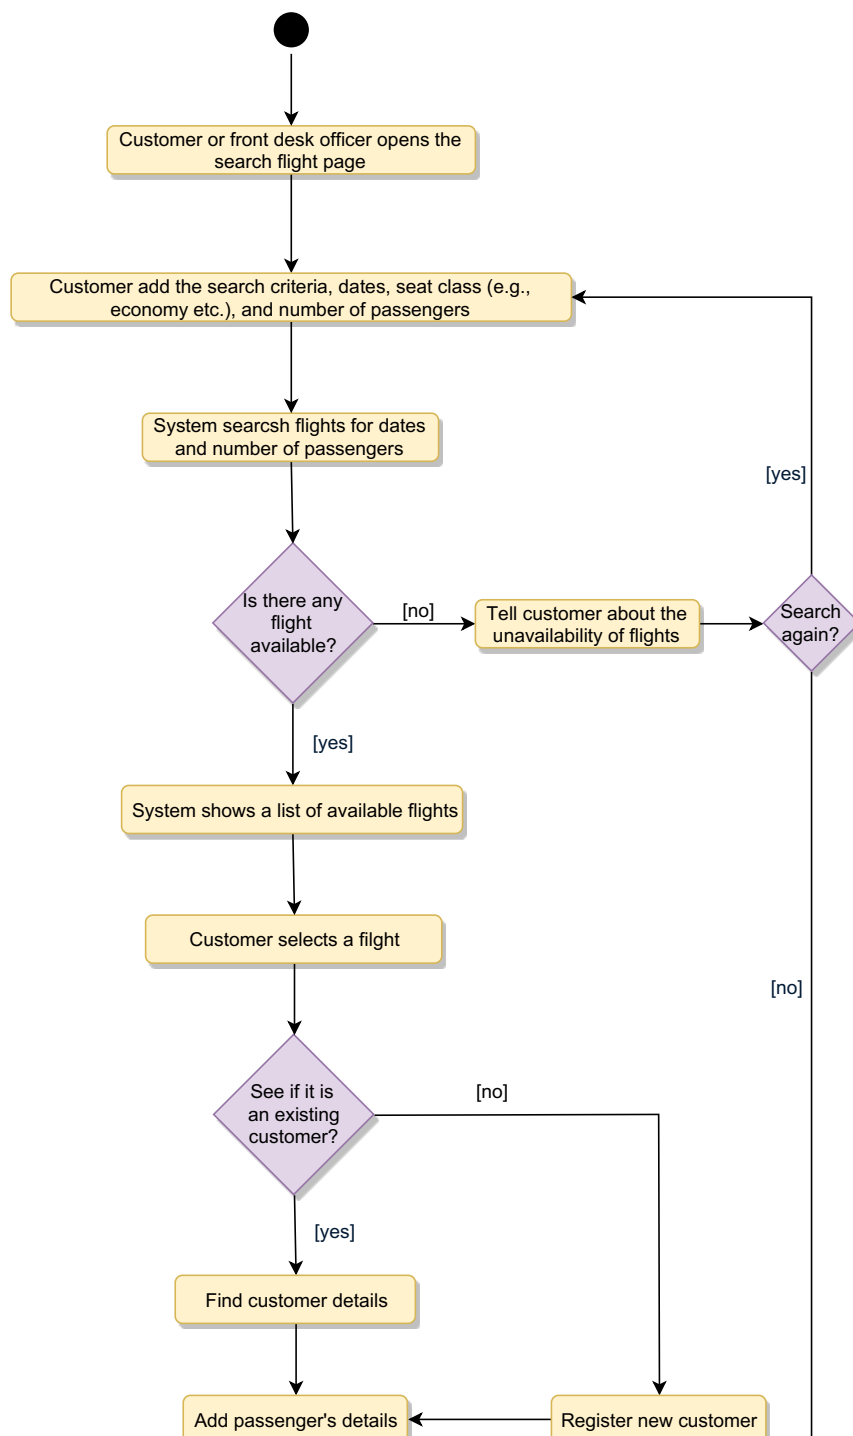 Customer or front desk officer opens the
search flight page
Customer add the search criteria, dates, seat class (e.g.,
economy etc.), and number of passengers
System searcsh flights for dates
and number of passengers
[yes]
Is there any
flight
available?
[no]
Tell customer about the
unavailability of flights
Search
again?
[yes]
System shows a list of available flights
Customer selects a filght
[no]
See if it is
an existing
customer?
[no]
[yes]
Find customer details
Add passenger's details
Register new customer